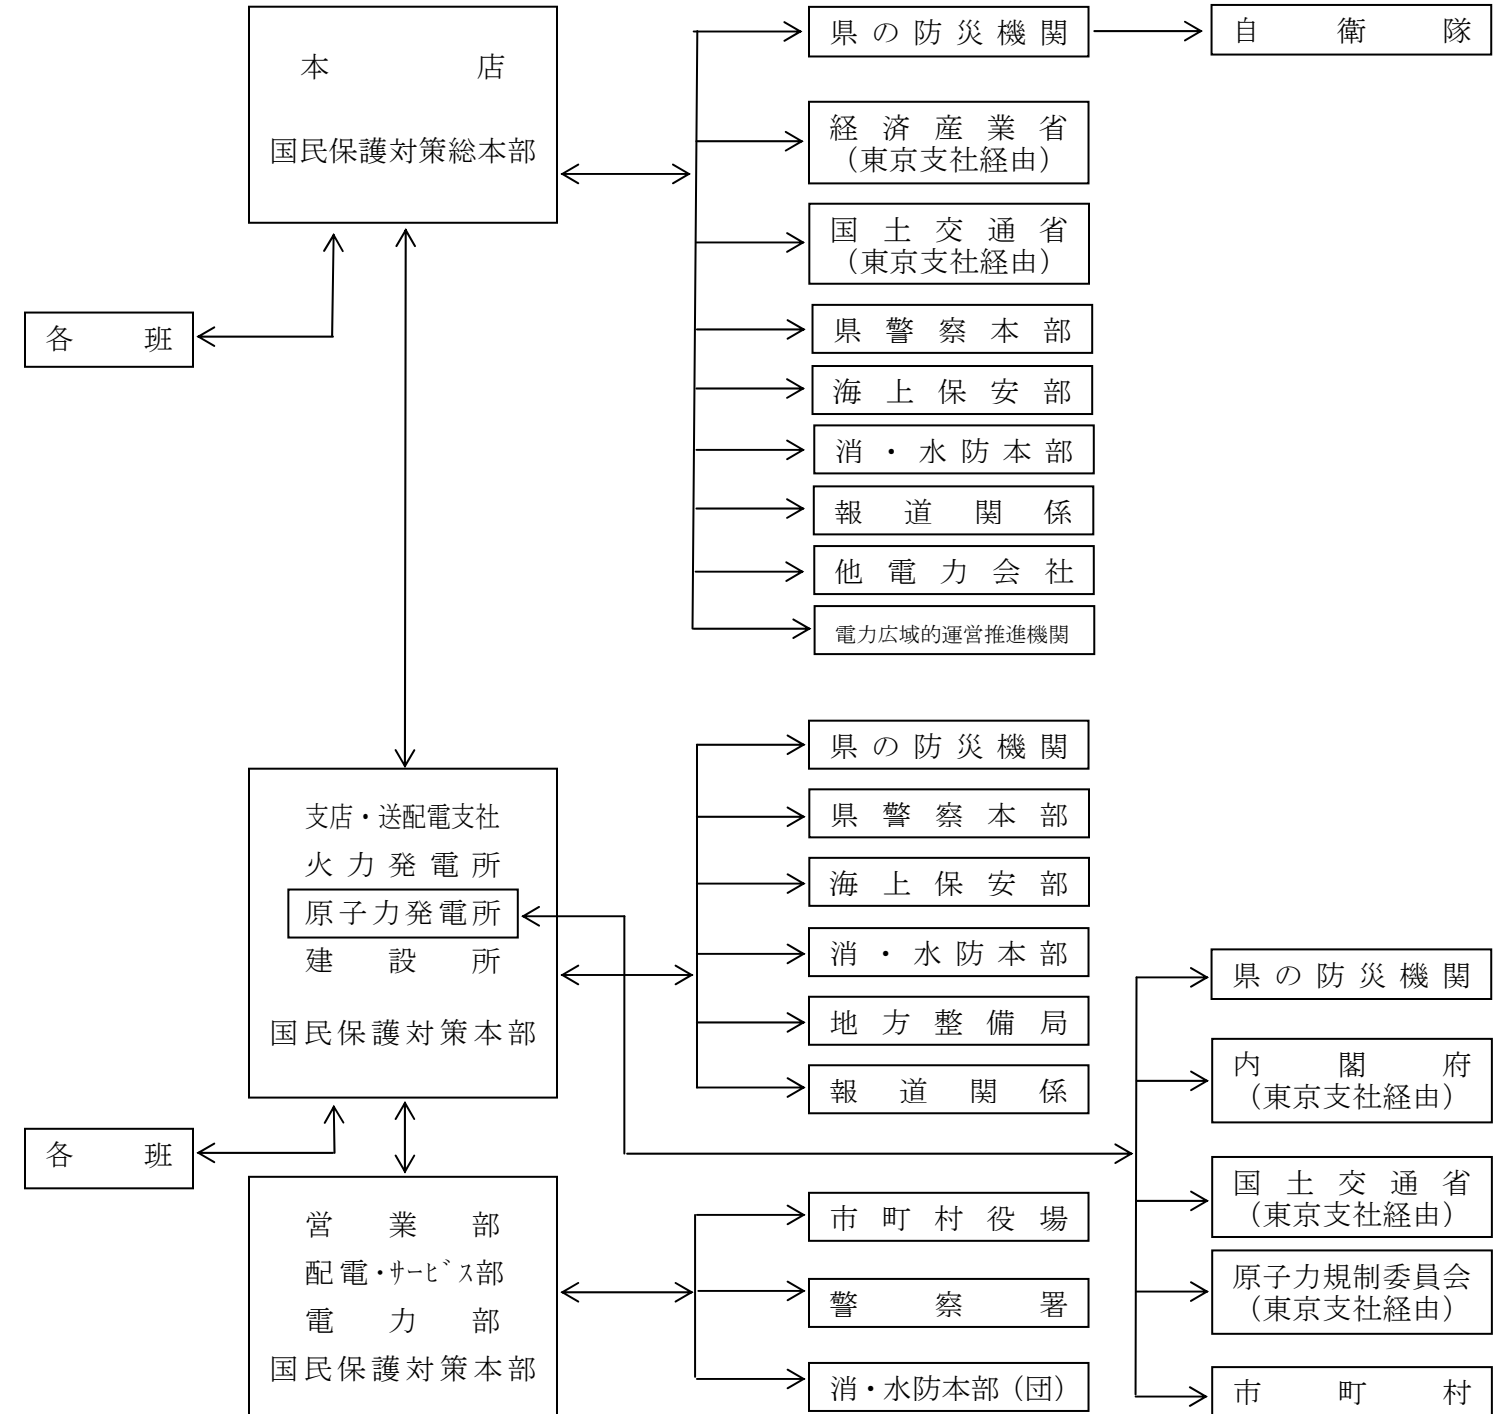 本店
国民保護対策総本部
各班
県の防災機関
自衛隊
経済産業省
（東京支社経由）
国土交通省
（東京支社経由）
県警察本部
海上保安部
消・水防本部
報道関係
他電力会社
電力広域的運営推進機関
支店・送配電支社
火力発電所
原子力発電所
建設所
国民保護対策本部
各班
県の防災機関
県警察本部
海上保安部
消・水防本部
地方整備局
報道関係
県の防災機関
内閣府
（東京支社経由）
国土交通省
（東京支社経由）
原子力規制委員会
（東京支社経由）
市町村
営業部
配電・ｻｰﾋﾞｽ部
電力部
国民保護対策本部
市町村役場
警察署
消・水防本部（団）